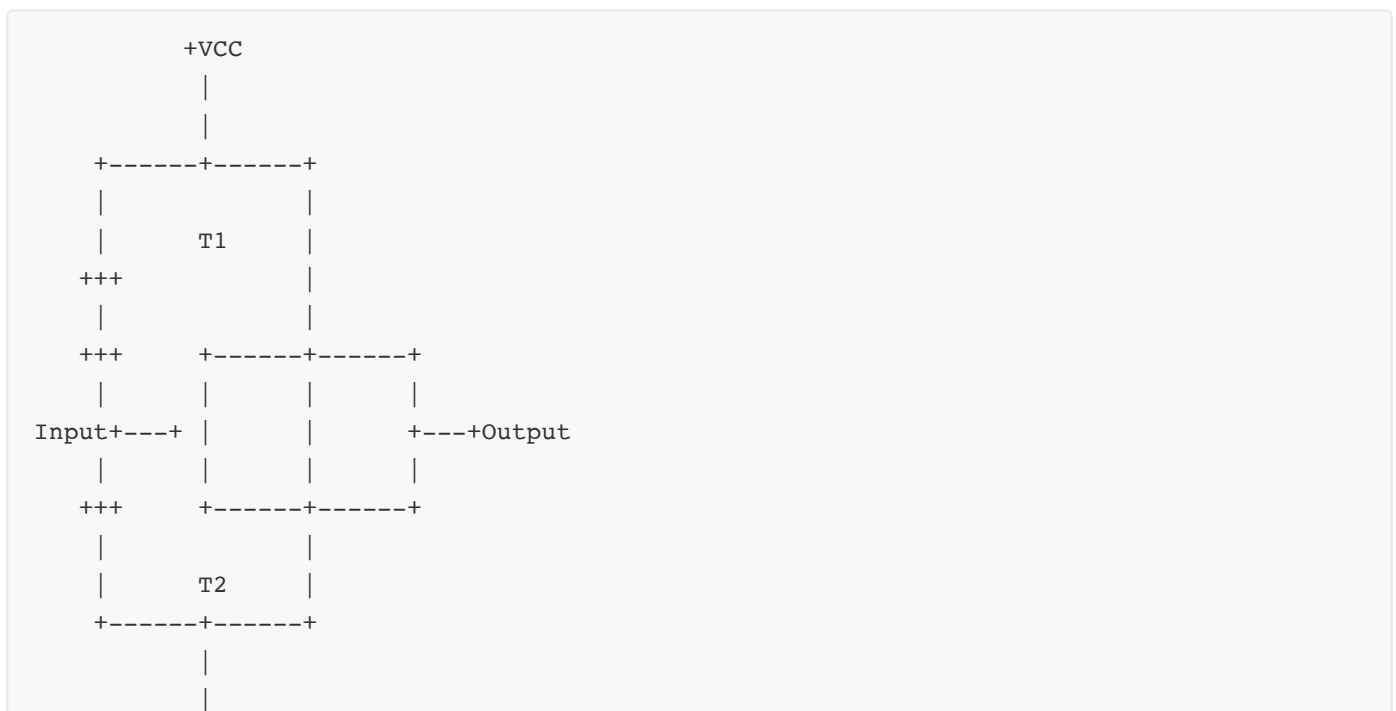 +VCC
|
|
+------+------+
|             |
|      T1     |
+++            |
|             |
+++     +------+------+
|      |      |      |
Input+---+ |      |      +---+Output
|      |      |      |
+++     +------+------+
|             |
|      T2     |
+------+------+
|
|